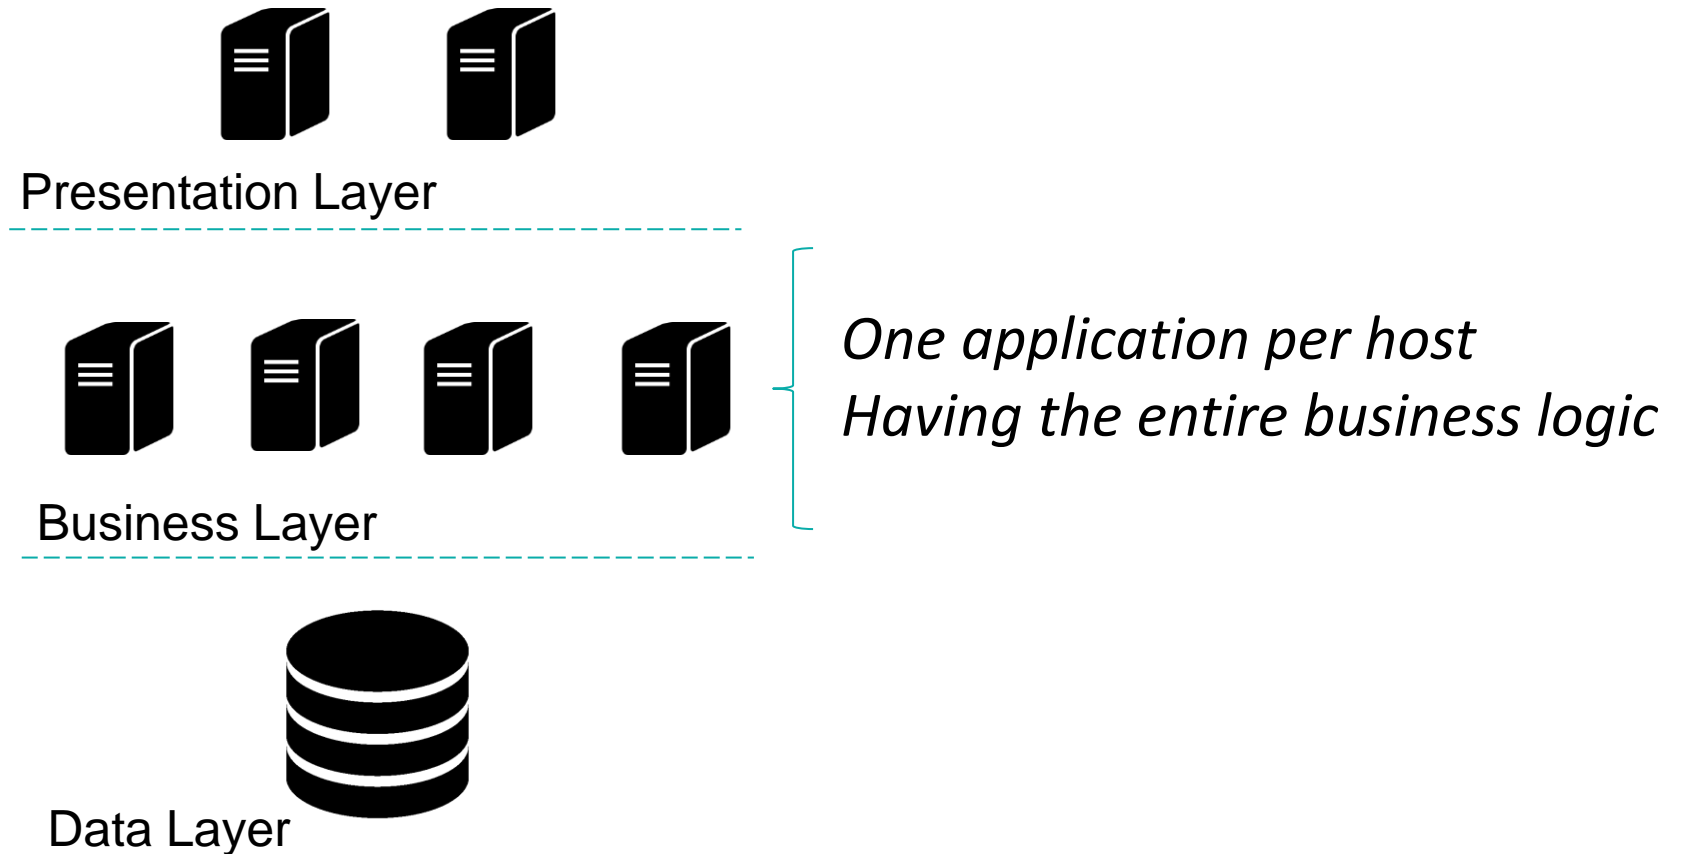 Presentation Layer
One application per host
Having the entire business logic
Business Layer
Data Layer